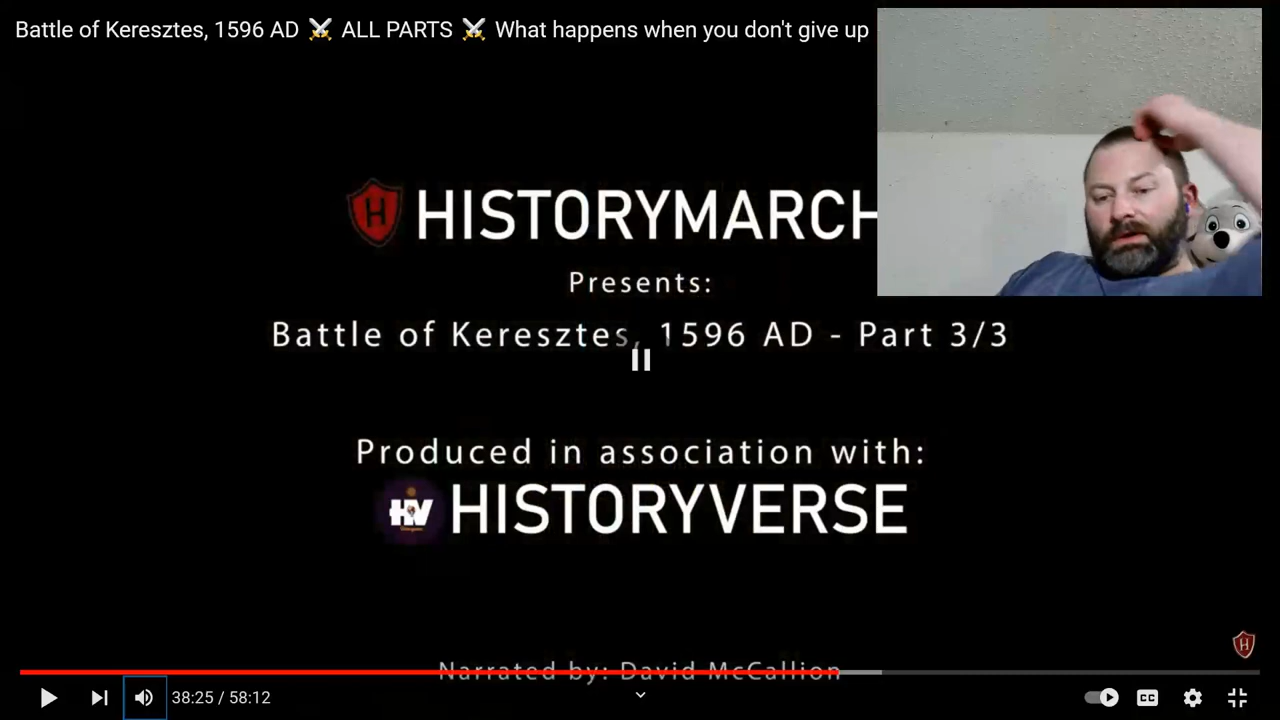 Battle of Keresztes, 1596 AD ⚔️ ALL PARTS ⚔️ What happens when you don't give up
H HISTORYMARCH
Presents:
Battle of Keresztes, 1596 AD - Part 3/3
Produced in association with:
HV HISTORYVERSE
Narrated by: David McCallion
H
38:25 / 58:12
CC